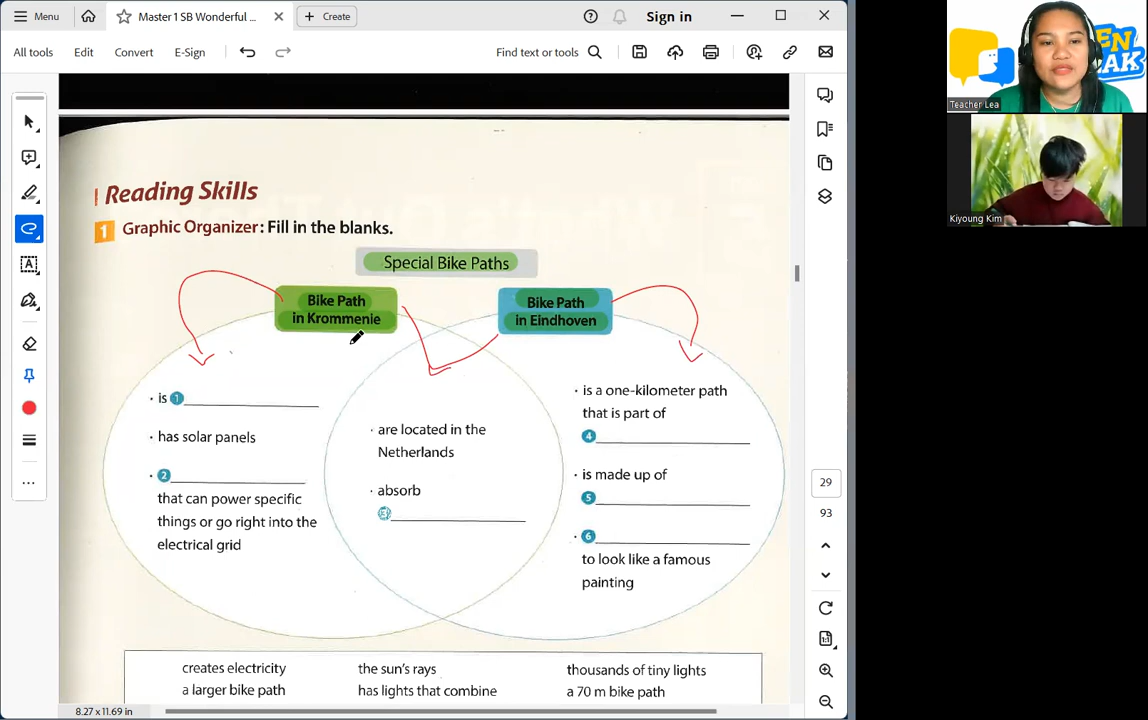 Menu
Master 1 SB Wonderful ...
Create
Sign in
All tools
Edit
Convert
E-Sign
Find text or tools
Reading Skills
1 Graphic Organizer: Fill in the blanks.
Special Bike Paths
Bike Path
in Krommenie
Bike Path
in Eindhoven
· is 1
· has solar panels
· 2
that can power specific
things or go right into the
electrical grid
· are located in the
Netherlands
· absorb
3
· is a one-kilometer path
that is part of
4
· is made up of
5
· 6
to look like a famous
painting
creates electricity
the sun's rays
thousands of tiny lights
a larger bike path
has lights that combine
a 70 m bike path
8.27 x 11.69 in
29
93
1:1
EN
AK
Teacher Lea
Kiyoung Kim